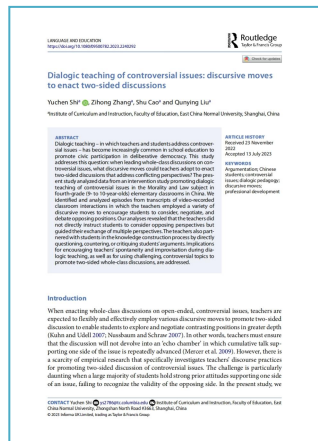 LANGUAGE AND EDUCATION
https://doi.org/10.1080/09500782.2023.2240392
Routledge
Taylor & Francis Group
Check for updates
Dialogic teaching of controversial issues: discursive moves
to enact two-sided discussions
Yuchen Shi, Zihong Zhang, Shu Cao and Qunying Liu
Institute of Curriculum and Instruction, Faculty of Education, East China Normal University, Shanghai, China
ABSTRACT
Dialogic teaching – in which teachers and students address controver-
sial issues – has become increasingly common in school education to
promote civic participation in deliberative democracy. This study
addresses this question: when leading whole-class discussions on con-
troversial issues, what discursive moves could teachers adopt to enact
two-sided discussions that address conflicting perspectives? The pres-
ent study analyzed data from an intervention study promoting dialogic
teaching of controversial issues in the Morality and Law subject in
fourth-grade (9- to 10-year-olds) elementary classrooms in China. We
identified and analyzed episodes from transcripts of video-recorded
classroom interactions in which the teachers employed a variety of
discursive moves to encourage students to consider, negotiate, and
debate opposing positions. Our analyses revealed that the teachers did
not directly instruct students to consider opposing perspectives but
guided their exchange of multiple perspectives. The teachers also part-
nered with students in the knowledge construction process by directly
questioning, countering, or critiquing students' arguments. Implications
for encouraging teachers' spontaneity and improvisation during dia-
logic teaching, as well as for using challenging, controversial topics to
promote two-sided whole-class discussions, are addressed.
ARTICLE HISTORY
Received 23 November
2022
Accepted 13 July 2023
KEYWORDS
Argumentation; Chinese
students; controversial
issues; dialogic pedagogy;
discursive moves;
professional development
Introduction
When enacting whole-class discussions on open-ended, controversial issues, teachers are
expected to flexibly and effectively employ various discursive moves to promote two-sided
discussion to enable students to explore and negotiate contrasting positions in greater depth
(Kuhn and Udell 2007; Nussbaum and Schraw 2007). In other words, teachers must ensure
that the discussion will not devolve into an 'echo chamber' in which cumulative talk sup-
porting one side of the issue is repeatedly advanced (Mercer et al. 2009). However, there is
a scarcity of empirical research that specifically investigates teachers' discourse practices
for promoting two-sided discussion of controversial issues. The challenge is particularly
daunting when a large majority of students hold strong prior attitudes supporting one side
of an issue, failing to recognize the validity of the opposing side. In the present study, we
CONTACT Yuchen Shi ys2786@tc.columbia.edu Institute of Curriculum and Instruction, Faculty of Education, East
China Normal University, Zhongshan North Road #3663, Shanghai, China
© 2023 Informa UK Limited, trading as Taylor & Francis Group